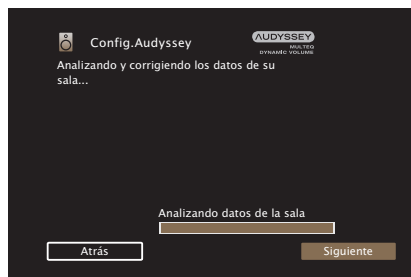 Config.Audyssey
AUDYSSEY
MULTEQ
DYNAMIC VOLUME
Analizando y corrigiendo los datos de su
sala...
Analizando datos de la sala
Atrás
Siguiente